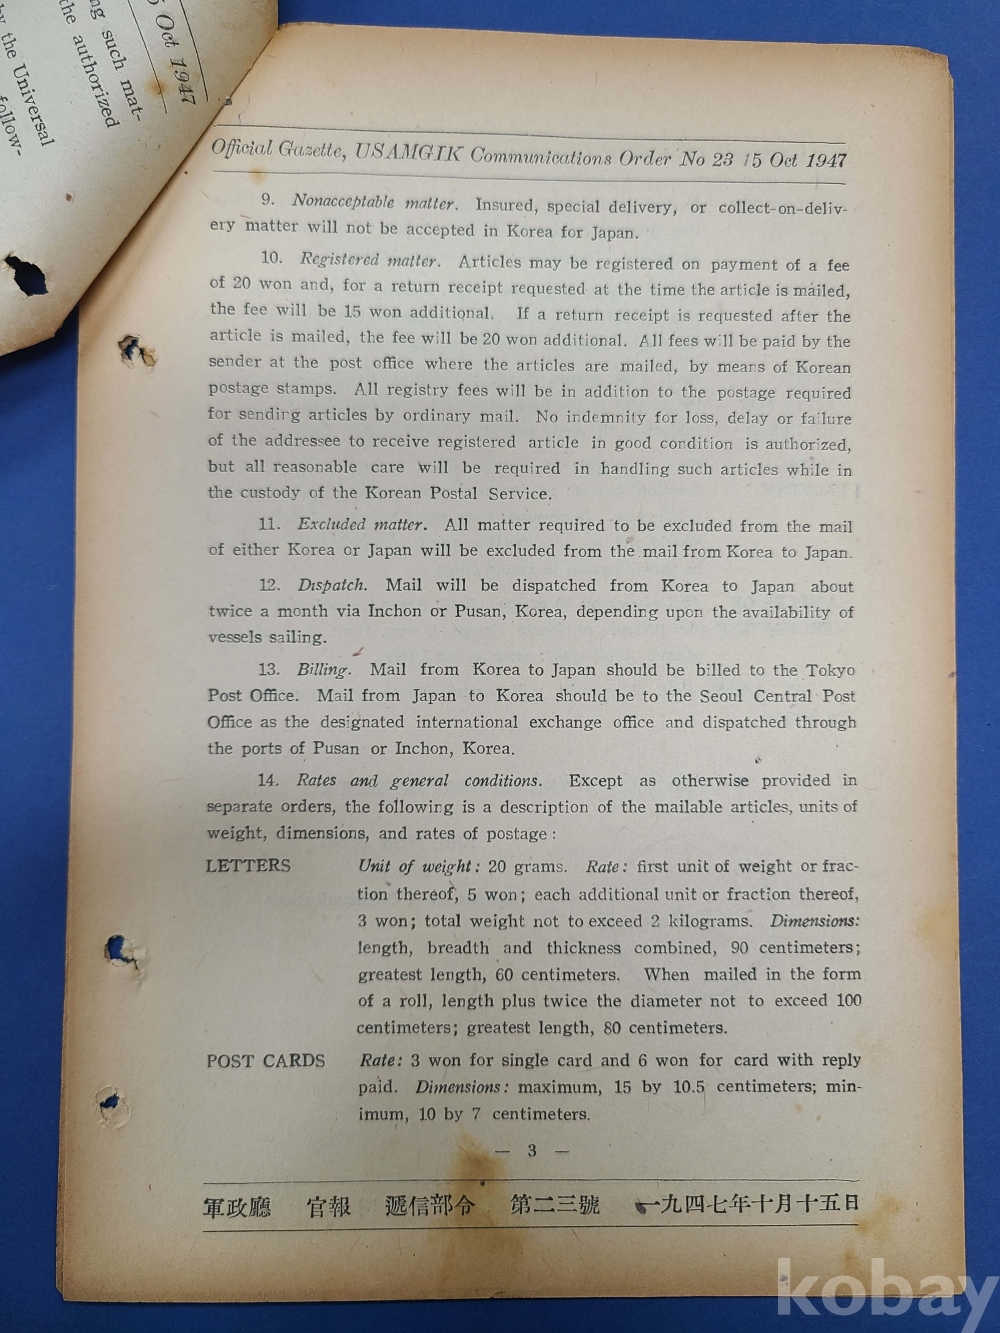 5 Oct 1947
ng such mat-
the authorized
by the Universal
follow-
Official Gazette, USAMGIK Communications Order No 23 15 Oct 1947
9. Nonacceptable matter. Insured, special delivery, or collect-on-deliv-
ery matter will not be accepted in Korea for Japan.
10. Registered matter. Articles may be registered on payment of a fee
of 20 won and, for a return receipt requested at the time the article is mailed,
the fee will be 15 won additional. If a return receipt is requested after the
article is mailed, the fee will be 20 won additional. All fees will be paid by the
sender at the post office where the articles are mailed, by means of Korean
postage stamps. All registry fees will be in addition to the postage required
for sending articles by ordinary mail. No indemnity for loss, delay or failure
of the addressee to receive registered article in good condition is authorized,
but all reasonable care will be required in handling such articles while in
the custody of the Korean Postal Service.
11. Excluded matter. All matter required to be excluded from the mail
of either Korea or Japan will be excluded from the mail from Korea to Japan.
12. Dispatch. Mail will be dispatched from Korea to Japan about
twice a month via Inchon or Pusan, Korea, depending upon the availability of
vessels sailing.
13. Billing. Mail from Korea to Japan should be billed to the Tokyo
Post Office. Mail from Japan to Korea should be to the Seoul Central Post
Office as the designated international exchange office and dispatched through
the ports of Pusan or Inchon, Korea.
14. Rates and general conditions. Except as otherwise provided in
separate orders, the following is a description of the mailable articles, units of
weight, dimensions, and rates of postage:
LETTERS Unit of weight: 20 grams. Rate: first unit of weight or frac-
tion thereof, 5 won; each additional unit or fraction thereof,
3 won; total weight not to exceed 2 kilograms. Dimensions:
length, breadth and thickness combined, 90 centimeters;
greatest length, 60 centimeters. When mailed in the form
of a roll, length plus twice the diameter not to exceed 100
centimeters; greatest length, 80 centimeters.
POST CARDS Rate: 3 won for single card and 6 won for card with reply
paid. Dimensions: maximum, 15 by 10.5 centimeters; min-
imum, 10 by 7 centimeters.
— 3 —
軍政廳 官報 遞信部令 第二三號 一九四七年十月十五日
kobay